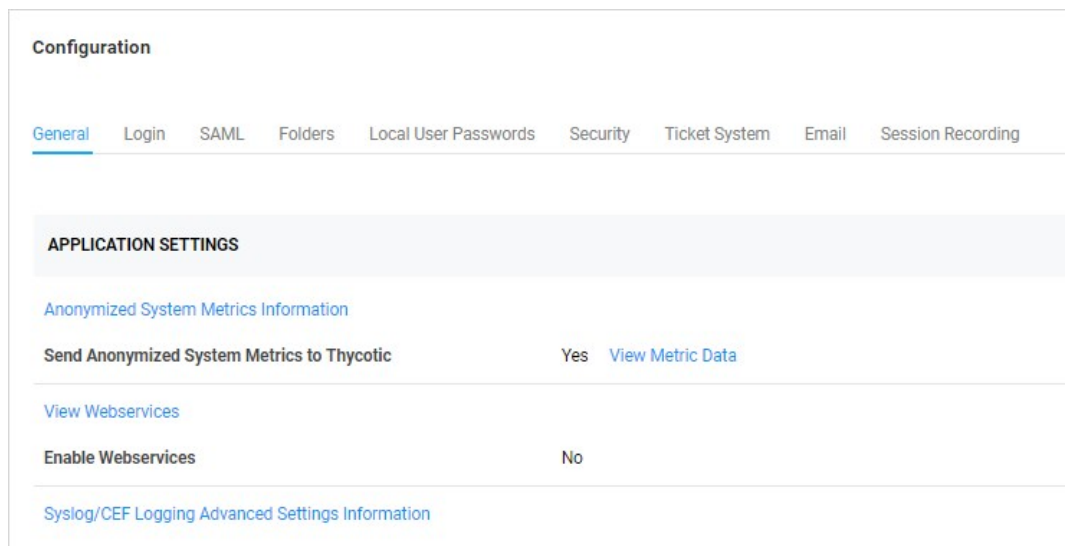 Configuration
General Login SAML Folders Local User Passwords Security Ticket System Email Session Recording
APPLICATION SETTINGS
Anonymized System Metrics Information
Send Anonymized System Metrics to Thycotic Yes View Metric Data
View Webservices
Enable Webservices No
Syslog/CEF Logging Advanced Settings Information